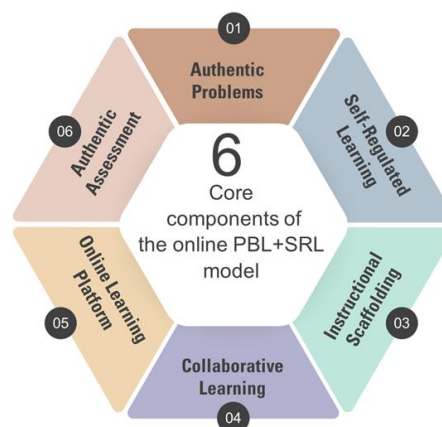 01
Authentic
Problems
02
Self-Regulated
Learning
03
Instructional
Scaffolding
04
Collaborative
Learning
05
Online Learning
Platform
06
Authentic
Assessment
6
Core
components of
the online PBL+SRL
model